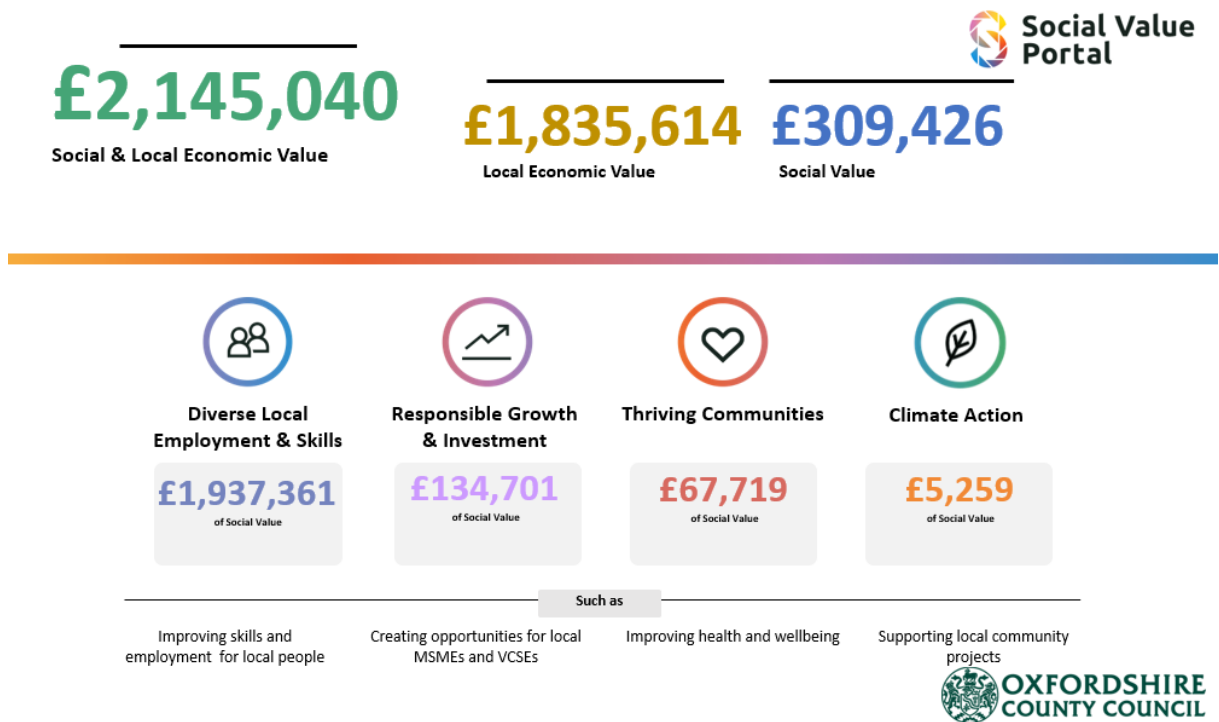 Social Value
Portal
£2,145,040
Social & Local Economic Value
£1,835,614
Local Economic Value
£309,426
Social Value
Diverse Local
Employment & Skills
£1,937,361
of Social Value
Responsible Growth
& Investment
£134,701
of Social Value
Thriving Communities
£67,719
of Social Value
Climate Action
£5,259
of Social Value
Such as
Improving skills and
employment for local people
Creating opportunities for local
MSMEs and VCSEs
Improving health and wellbeing
Supporting local community
projects
OXFORDSHIRE
COUNTY COUNCIL